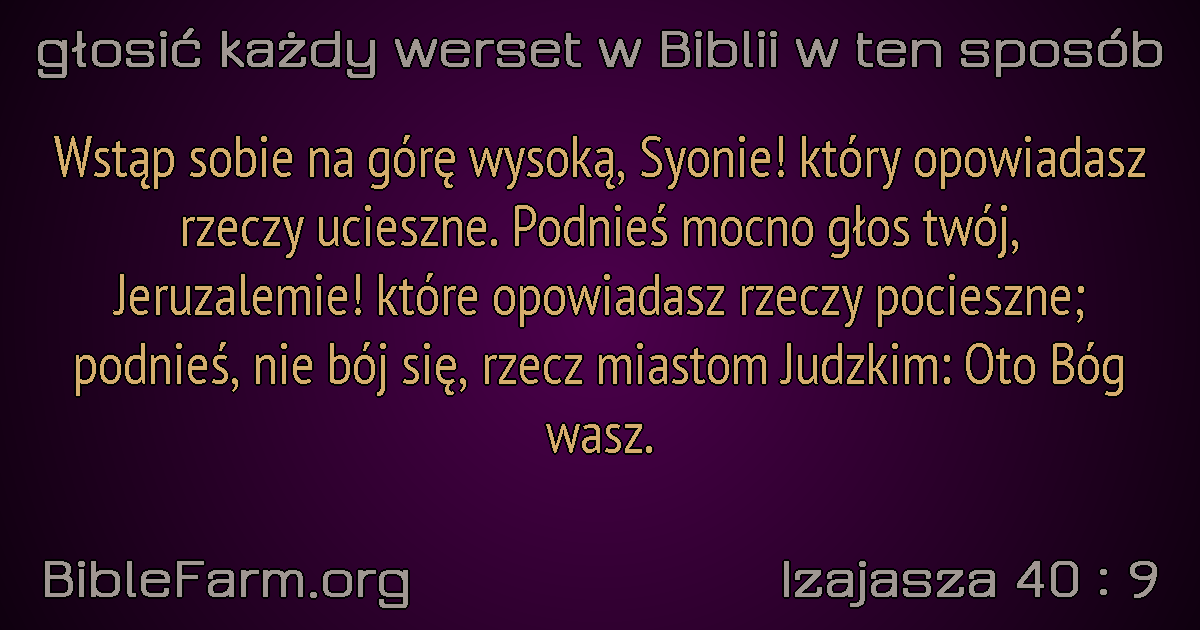 głosić każdy werset w Biblii w ten sposób
Wstąp sobie na górę wysoką, Syonie! który opowiadasz
rzeczy ucieszne. Podnieś mocno głos twój,
Jeruzalemie! które opowiadasz rzeczy pocieszne;
podnieś, nie bój się, rzecz miastom Judzkim: Oto Bóg
wasz.
BibleFarm.org
Izajasza 40 : 9